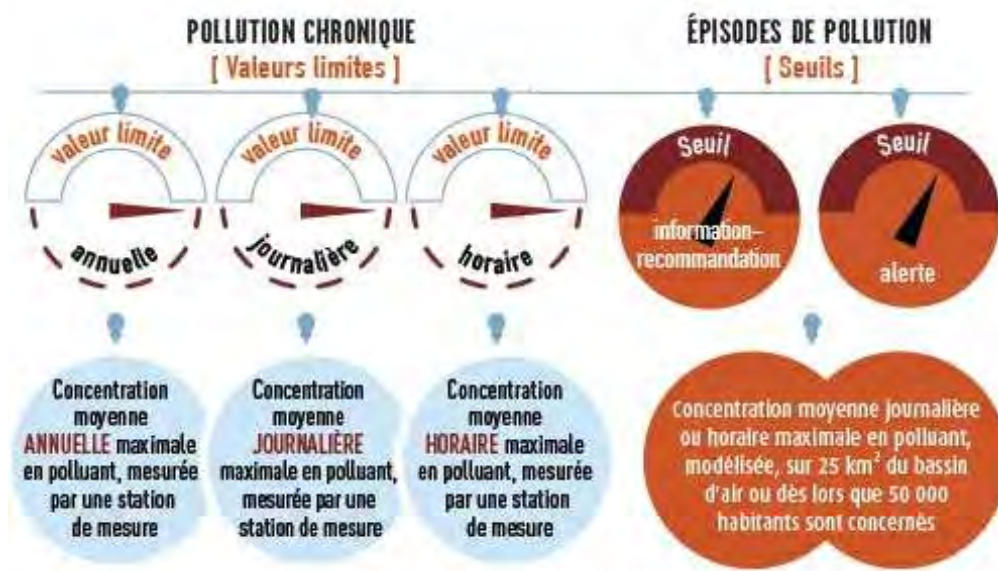 POLLUTION CHRONIQUE
[ Valeurs limites ]
ÉPISODES DE POLLUTION
[ Seuils ]
valeur limite
annuelle
valeur limite
journalière
valeur limite
horaire
Seuil
information–
recommandation
Seuil
alerte
Concentration
moyenne
ANNUELLE maximale
en polluant, mesurée
par une station
de mesure
Concentration
moyenne
JOURNALIÈRE
maximale en polluant,
mesurée par une
station de mesure
Concentration
moyenne
HORAIRE maximale
en polluant, mesurée
par une station
de mesure
Concentration moyenne journalière
ou horaire maximale en polluant,
modélisée, sur 25 km² du bassin
d'air ou dès lors que 50 000
habitants sont concernès